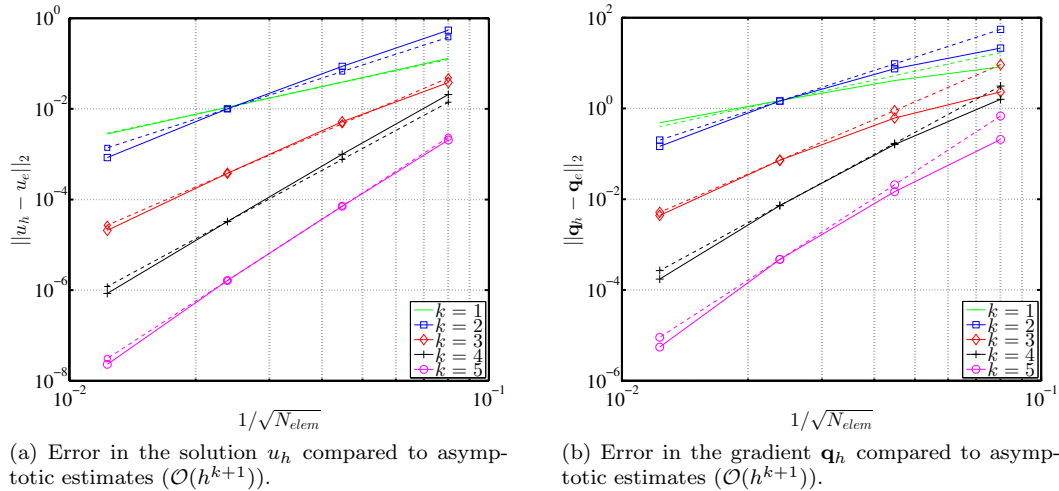 10^0
10^-2
10^-4
10^-6
10^-8
||u_h − u_e||_2
k = 1
k = 2
k = 3
k = 4
k = 5
10^-2
10^-1
1/√N_elem
(a) Error in the solution u_h compared to asymp-
totic estimates (O(h^{k+1})).
10^2
10^0
10^-2
10^-4
10^-6
||q_h − q_e||_2
k = 1
k = 2
k = 3
k = 4
k = 5
10^-2
10^-1
1/√N_elem
(b) Error in the gradient q_h compared to asymp-
totic estimates (O(h^{k+1})).